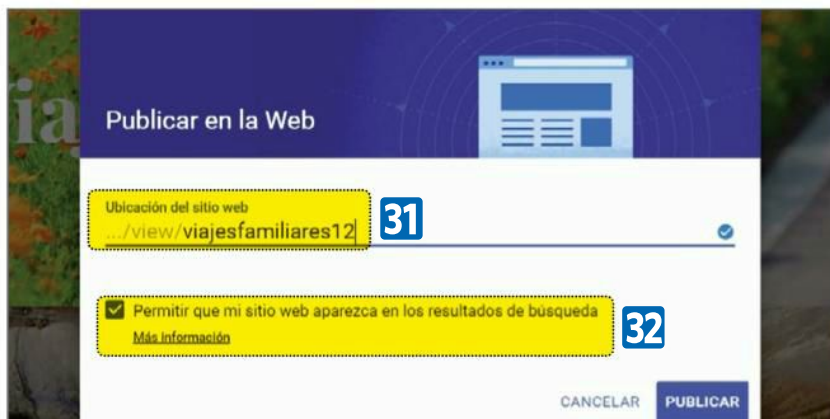 Viaj
Publicar en la Web
Ubicación del sitio web
.../view/viajesfamiliares12
31
Permitir que mi sitio web aparezca en los resultados de búsqueda
32
Más información
CANCELAR
PUBLICAR